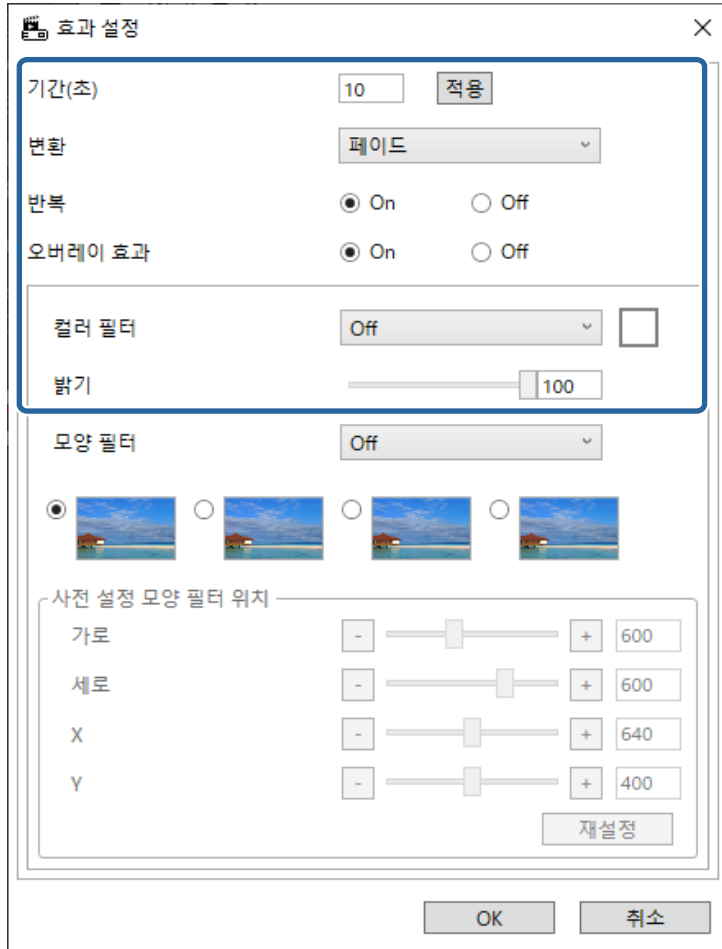 효과 설정
기간(초) 10 적용
변환 페이드
반복 On Off
오버레이 효과 On Off
컬러 필터 Off
밝기 100
모양 필터 Off
사전 설정 모양 필터 위치
가로 - + 600
세로 - + 600
X - + 640
Y - + 400
재설정
OK 취소